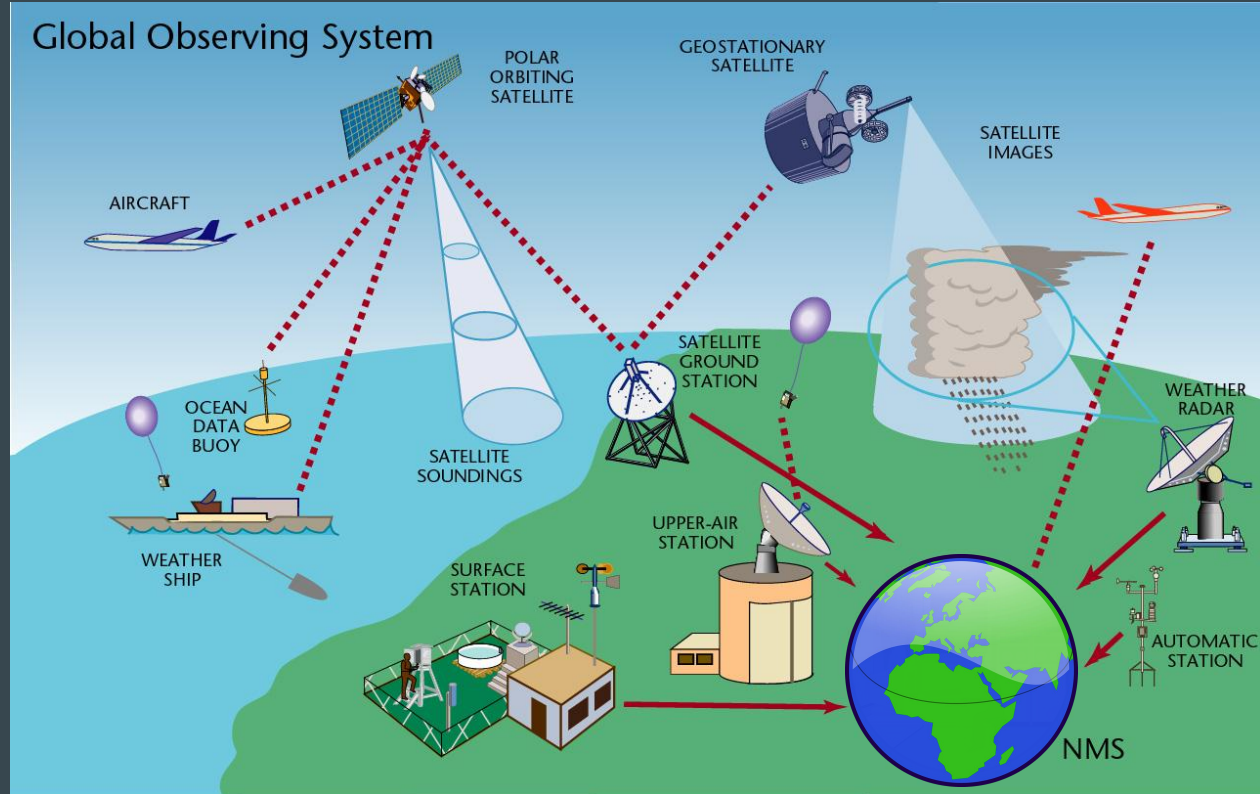 Global Observing System
POLAR
ORBITING
SATELLITE
GEOSTATIONARY
SATELLITE
SATELLITE
IMAGES
AIRCRAFT
OCEAN
DATA
BUOY
SATELLITE
SOUNDINGS
SATELLITE
GROUND
STATION
WEATHER
RADAR
WEATHER
SHIP
UPPER-AIR
STATION
SURFACE
STATION
AUTOMATIC
STATION
NMS